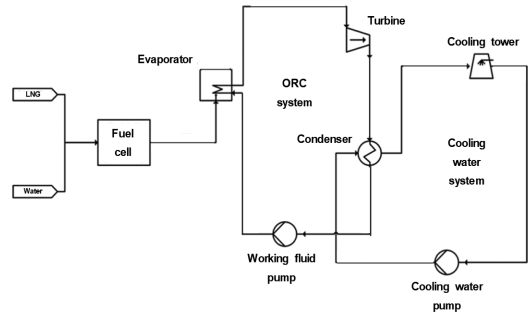 Turbine
Cooling tower
Evaporator
LNG
ORC
system
Fuel
cell
Condenser
Cooling
water
system
Water
Working fluid
pump
Cooling water
pump